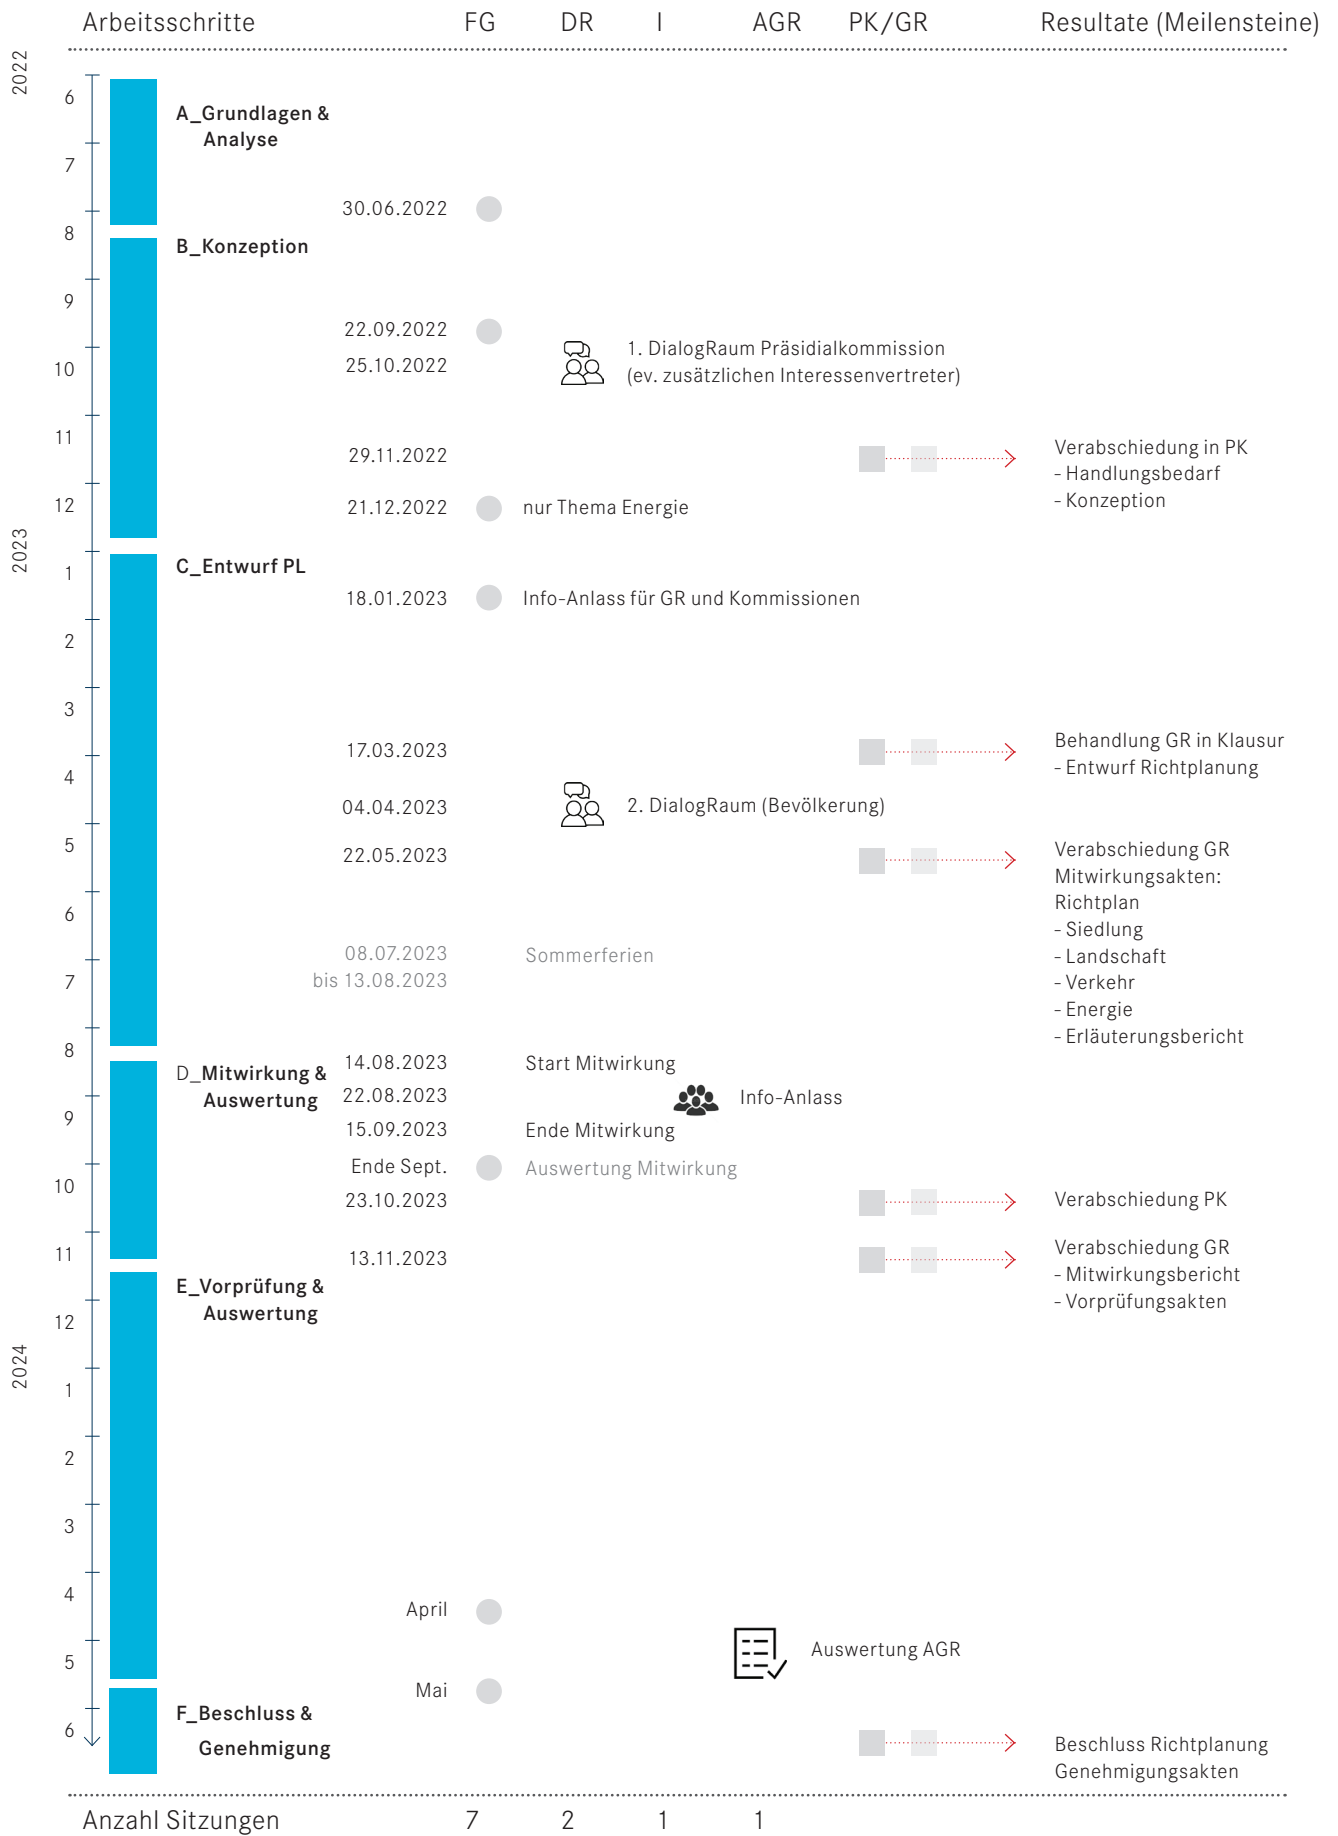 Arbeitsschritte FG DR I AGR PK/GR Resultate (Meilensteine)
2022
6
A_Grundlagen &
Analyse
7
30.06.2022
8
B_Konzeption
9
22.09.2022
1. DialogRaum Präsidialkommission
10 25.10.2022
(ev. zusätzlichen Interessenvertreter)
11
29.11.2022 Verabschiedung in PK
- Handlungsbedarf
- Konzeption
12 21.12.2022 nur Thema Energie
2023
1 C_Entwurf PL
18.01.2023 Info-Anlass für GR und Kommissionen
2
3
17.03.2023 Behandlung GR in Klausur
- Entwurf Richtplanung
4
04.04.2023 2. DialogRaum (Bevölkerung)
5
22.05.2023 Verabschiedung GR
Mitwirkungsakten:
Richtplan
- Siedlung
- Landschaft
- Verkehr
- Energie
- Erläuterungsbericht
6
08.07.2023 Sommerferien
bis 13.08.2023
7
8
D_Mitwirkung &
Auswertung
14.08.2023 Start Mitwirkung
22.08.2023 Info-Anlass
9
15.09.2023 Ende Mitwirkung
Ende Sept. Auswertung Mitwirkung
10
23.10.2023 Verabschiedung PK
11
13.11.2023 Verabschiedung GR
- Mitwirkungsbericht
- Vorprüfungsakten
E_Vorprüfung &
Auswertung
12
2024
1
2
3
4
April
5
Auswertung AGR
Mai
F_Beschluss &
Genehmigung
6
Beschluss Richtplanung
Genehmigungsakten
Anzahl Sitzungen 7 2 1 1